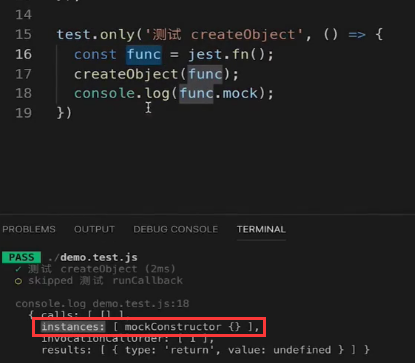 14
15 test.only('测试 createObject', () => {
16 const func = jest.fn();
17 createObject(func);
18 console.log(func.mock);
19 })
PROBLEMS OUTPUT DEBUG CONSOLE TERMINAL
PASS ./demo.test.js
✓ 测试 createObject (2ms)
○ skipped 测试 runCallback
console.log demo.test.js:18
{ calls: [ [] ],
instances: [ mockConstructor {} ],
invocationCallOrder: [ 1 ],
results: [ { type: 'return', value: undefined } ] }